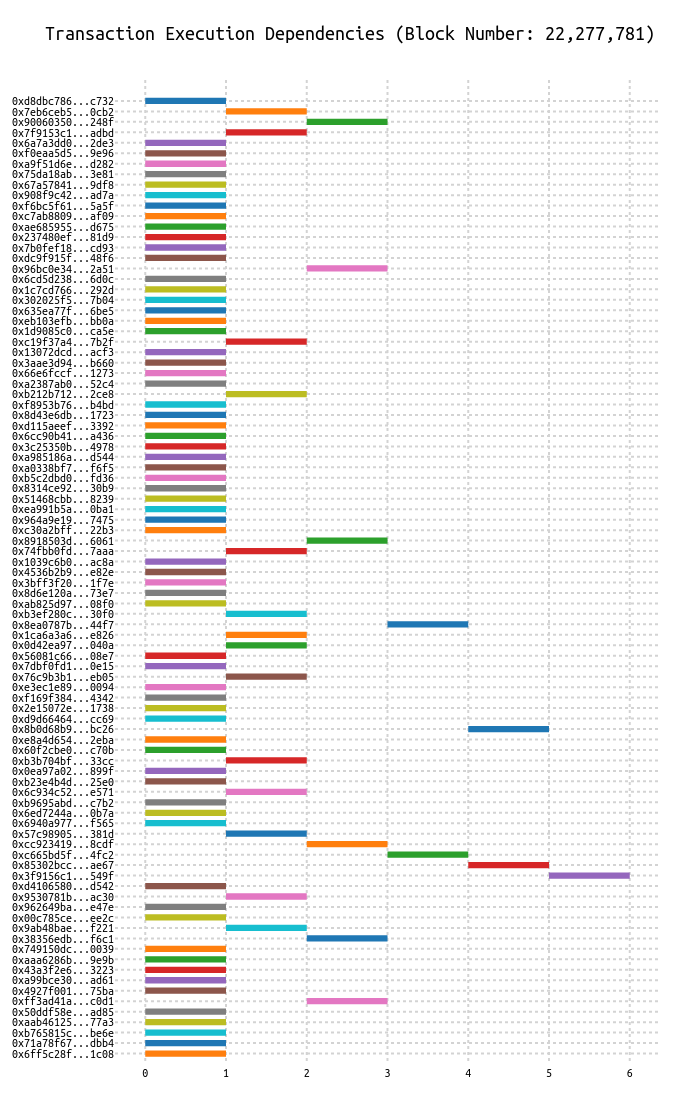 Transaction Execution Dependencies (Block Number: 22,277,781)
0xd8dbc786...c732
0x7eb6ceb5...0cb2
0x90060350...248f
0x7f9153c1...adbd
0x6a7a3dd0...2de3
0xf0eaa5d5...9e96
0xa9f51d6e...d282
0x75da18ab...3e81
0x67a57841...9df8
0x908f9c42...ad7a
0xf6bc5f61...5a5f
0xc7ab8809...af09
0xae685955...d675
0x237480ef...81d9
0x7b0fef18...cd93
0xdc9f915f...48f6
0x96bc0e34...2a51
0x6cd5d238...6d0c
0x1c7cd766...292d
0x302025f5...7b04
0x635ea77f...6be5
0xeb103efb...bb0a
0x1d9085c0...ca5e
0xc19f37a4...7b2f
0x13072dcd...acf3
0x3aae3d94...b660
0x66e6fccf...1273
0xa2387ab0...52c4
0xb212b712...2ce8
0xf8953b76...b4bd
0x8d43e6db...1723
0xd115aeef...3392
0x6cc90b41...a436
0x3c25350b...4978
0xa985186a...d544
0xa0338bf7...f6f5
0xb5c2dbd0...fd36
0x8314ce92...30b9
0x51468cbb...8239
0xea991b5a...0ba1
0x964a9e19...7475
0xc30a2bff...22b3
0x8918503d...6061
0x74fbb0fd...7aaa
0x1039c6b0...ac8a
0x4536b2b9...e82e
0x3bff3f20...1f7e
0x8d6e120a...73e7
0xab825d97...08f0
0xb3ef280c...30f0
0x8ea0787b...44f7
0x1ca6a3a6...e826
0x0d42ea97...040a
0x56081c66...08e7
0x7dbf0fd1...0e15
0x76c9b3b1...eb05
0xe3ec1e89...0094
0xf169f384...4342
0x2e15072e...1738
0xd9d66464...cc69
0x8b0d68b9...bc26
0xe8a4d654...2eba
0x60f2cbe0...c70b
0xb3b704bf...33cc
0x0ea97a02...899f
0xb23e4b4d...25e0
0x6c934c52...e571
0xb9695abd...c7b2
0x6ed7244a...0b7a
0x6940a977...f565
0x57c98905...381d
0xcc923419...8cdf
0xc665bd5f...4fc2
0x85302bcc...ae67
0x3f9156c1...549f
0xd4106580...d542
0x9530781b...ac30
0x962649ba...e47e
0x00c785ce...ee2c
0x9ab48bae...f221
0x38356edb...f6c1
0x749150dc...0039
0xaaa6286b...9e9b
0x43a3f2e6...3223
0xa99bce30...ad61
0x4927f001...75ba
0xff3ad41a...c0d1
0x50ddf58e...ad85
0xaab46125...77a3
0xb765815c...be6e
0x71a78f67...dbb4
0x6ff5c28f...1c08
0 1 2 3 4 5 6